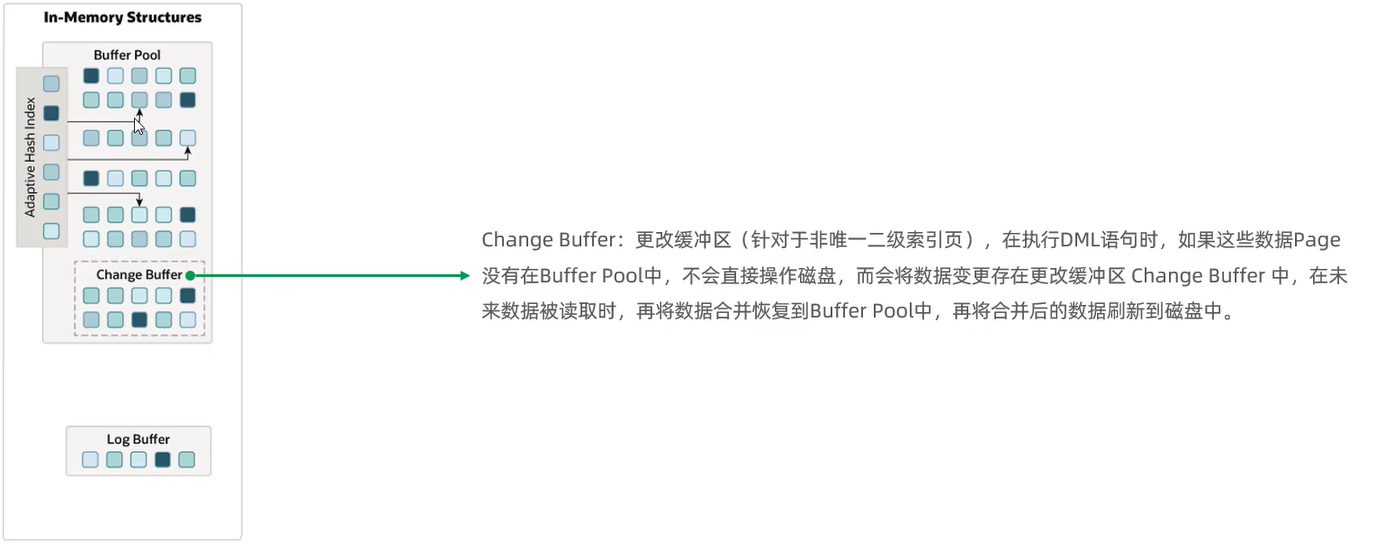 In-Memory Structures
Buffer Pool
Adaptive Hash Index
Change Buffer
Log Buffer
Change Buffer：更改缓冲区（针对于非唯一二级索引页），在执行DML语句时，如果这些数据Page
没有在Buffer Pool中，不会直接操作磁盘，而会将数据变更存在更改缓冲区 Change Buffer 中，在未
来数据被读取时，再将数据合并恢复到Buffer Pool中，再将合并后的数据刷新到磁盘中。